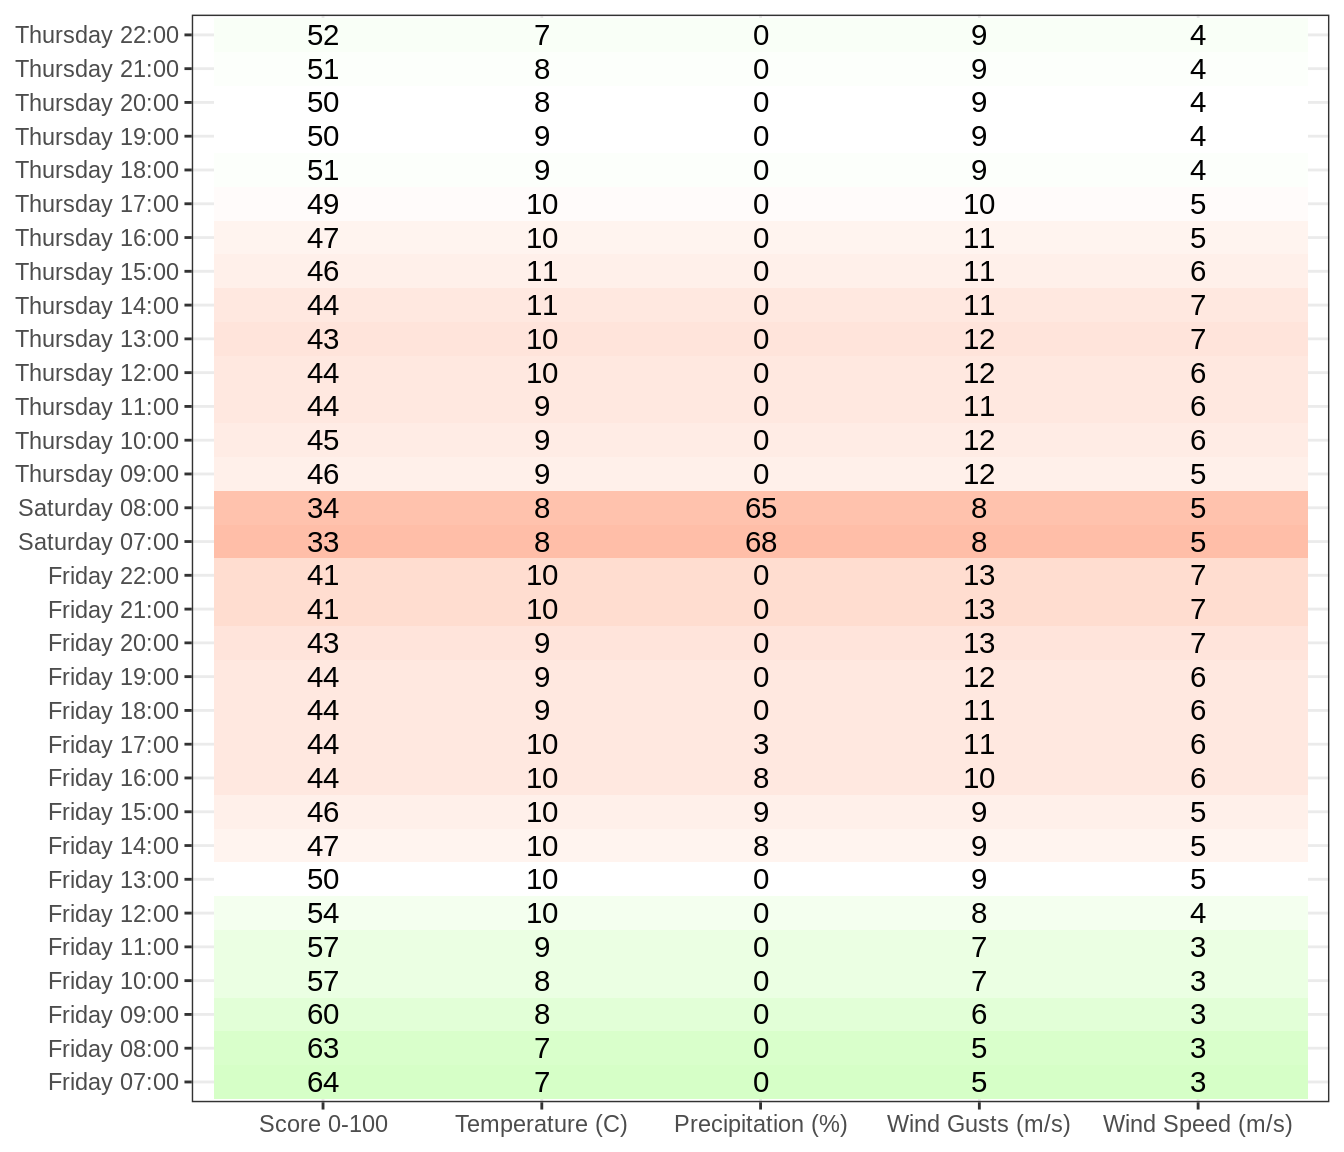 Thursday 22:00 52 7 0 9 4
Thursday 21:00 51 8 0 9 4
Thursday 20:00 50 8 0 9 4
Thursday 19:00 50 9 0 9 4
Thursday 18:00 51 9 0 9 4
Thursday 17:00 49 10 0 10 5
Thursday 16:00 47 10 0 11 5
Thursday 15:00 46 11 0 11 6
Thursday 14:00 44 11 0 11 7
Thursday 13:00 43 10 0 12 7
Thursday 12:00 44 10 0 12 6
Thursday 11:00 44 9 0 11 6
Thursday 10:00 45 9 0 12 6
Thursday 09:00 46 9 0 12 5
Saturday 08:00 34 8 65 8 5
Saturday 07:00 33 8 68 8 5
Friday 22:00 41 10 0 13 7
Friday 21:00 41 10 0 13 7
Friday 20:00 43 9 0 13 7
Friday 19:00 44 9 0 12 6
Friday 18:00 44 9 0 11 6
Friday 17:00 44 10 3 11 6
Friday 16:00 44 10 8 10 6
Friday 15:00 46 10 9 9 5
Friday 14:00 47 10 8 9 5
Friday 13:00 50 10 0 9 5
Friday 12:00 54 10 0 8 4
Friday 11:00 57 9 0 7 3
Friday 10:00 57 8 0 7 3
Friday 09:00 60 8 0 6 3
Friday 08:00 63 7 0 5 3
Friday 07:00 64 7 0 5 3
Score 0-100 Temperature (C) Precipitation (%) Wind Gusts (m/s) Wind Speed (m/s)